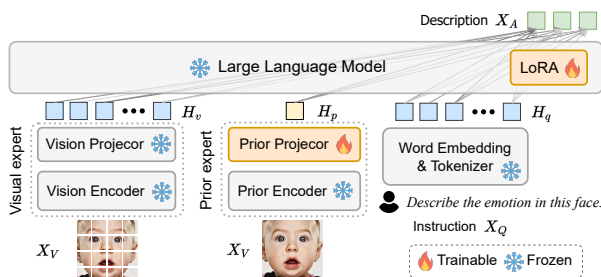 Description X_A
Large Language Model
LoRA
H_v
H_p
H_q
Visual expert
Vision Projecor
Vision Encoder
Prior expert
Prior Projecor
Prior Encoder
Word Embedding
& Tokenizer
Describe the emotion in this face.
X_V
X_V
Instruction X_Q
Trainable
Frozen